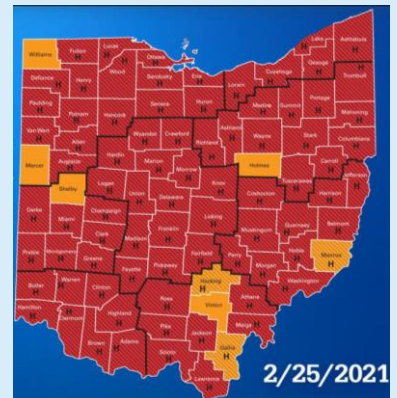 Williams
Fulton
H
Lucas
H
Ottawa
H
Lake
H
Ashtabula
H
Geauga
H
Cuyahoga
H
Defiance
H
Henry
H
Wood
Sandusky
H
Erie
H
Lorain
H
Trumbull
H
Paulding
H
Putnam
H
Hancock
H
Seneca
H
Huron
H
Medina
H
Summit
H
Portage
H
Mahoning
H
Van Wert
H
Allen
H
Wyandot
H
Crawford
H
Richland
H
Ashland
H
Wayne
H
Stark
H
Columbiana
H
Mercer
Auglaize
H
Hardin
H
Marion
H
Morrow
H
Holmes
H
Carroll
H
Tuscarawas
H
Jefferson
H
Shelby
Logan
H
Union
H
Delaware
H
Knox
H
Coshocton
H
Harrison
H
Darke
H
Miami
H
Champaign
H
Clark
H
Madison
H
Franklin
H
Licking
H
Muskingum
H
Guernsey
H
Belmont
H
Preble
H
Greene
H
Fayette
H
Pickaway
H
Fairfield
H
Perry
H
Morgan
H
Noble
H
Monroe
H
Washington
H
Butler
H
Warren
H
Clinton
H
Ross
H
Hocking
H
Vinton
Athens
H
Hamilton
H
Clermont
H
Highland
H
Pike
H
Jackson
H
Meigs
H
Brown
H
Adams
H
Scioto
H
Gallia
H
Lawrence
H
2/25/2021